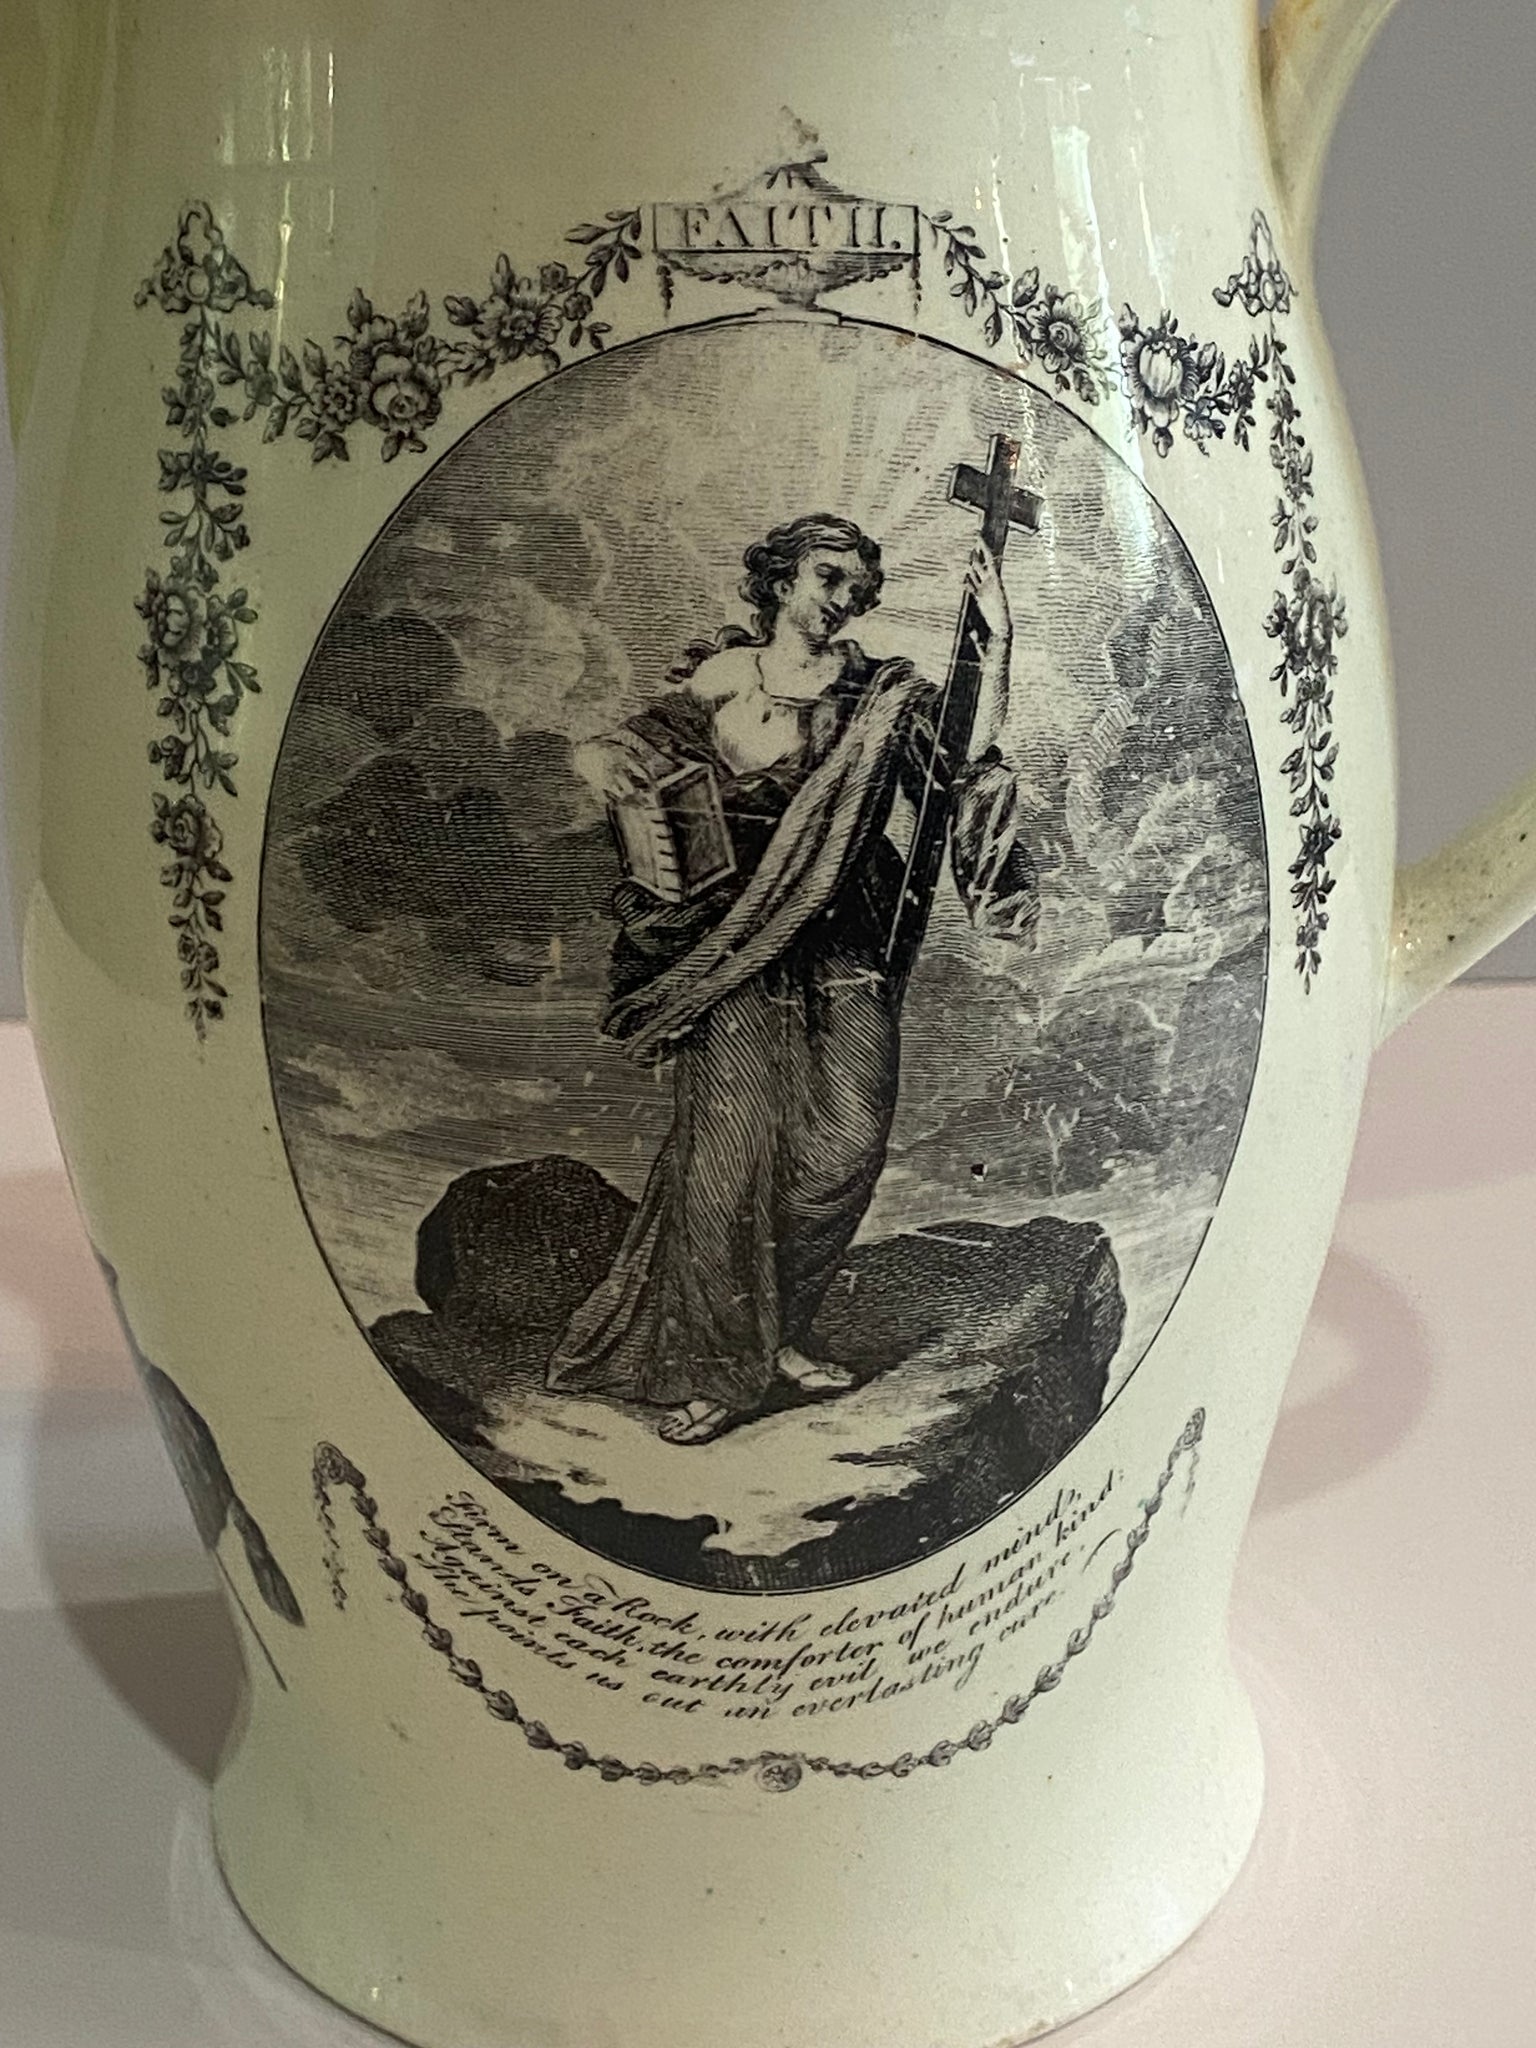 FAITH.
Firm on a Rock, with elevated minds,
Stands Faith, the comforter of human kind:
Against each earthly evil we endure.
She points us out an everlasting cure.